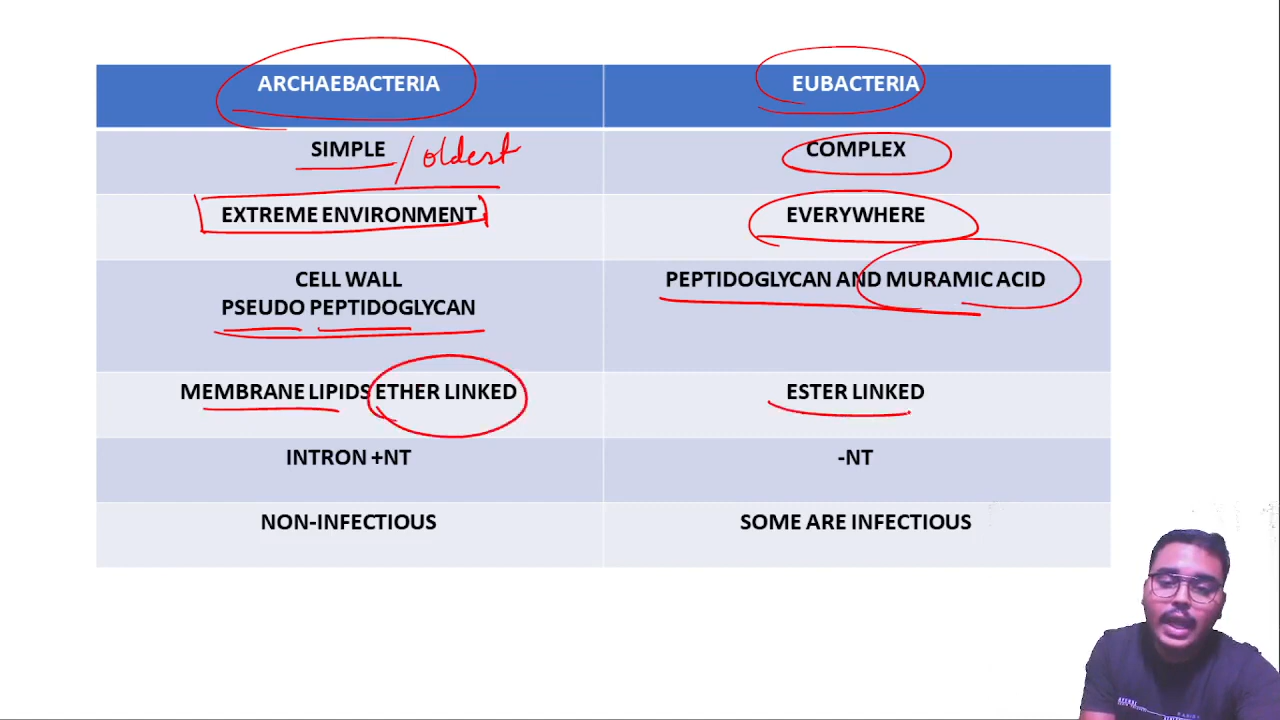 ARCHAEBACTERIA
EUBACTERIA
SIMPLE / oldest
COMPLEX
EXTREME ENVIRONMENT
EVERYWHERE
CELL WALL
PSEUDO PEPTIDOGLYCAN
PEPTIDOGLYCAN AND MURAMIC ACID
MEMBRANE LIPIDS ETHER LINKED
ESTER LINKED
INTRON +NT
-NT
NON-INFECTIOUS
SOME ARE INFECTIOUS